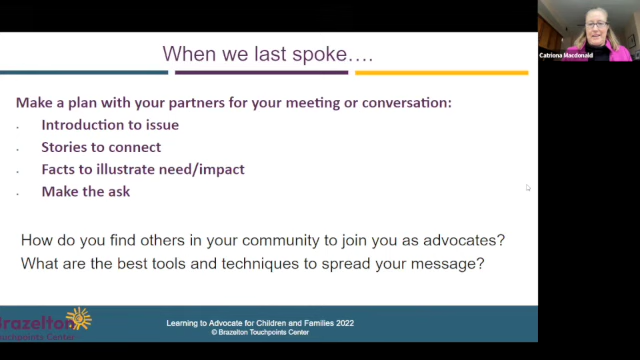 When we last spoke....
Catriona Macdonald
Make a plan with your partners for your meeting or conversation:
· Introduction to issue
· Stories to connect
· Facts to illustrate need/impact
· Make the ask
How do you find others in your community to join you as advocates?
What are the best tools and techniques to spread your message?
Brazelton
Touchpoints Center
Learning to Advocate for Children and Families 2022
© Brazelton Touchpoints Center